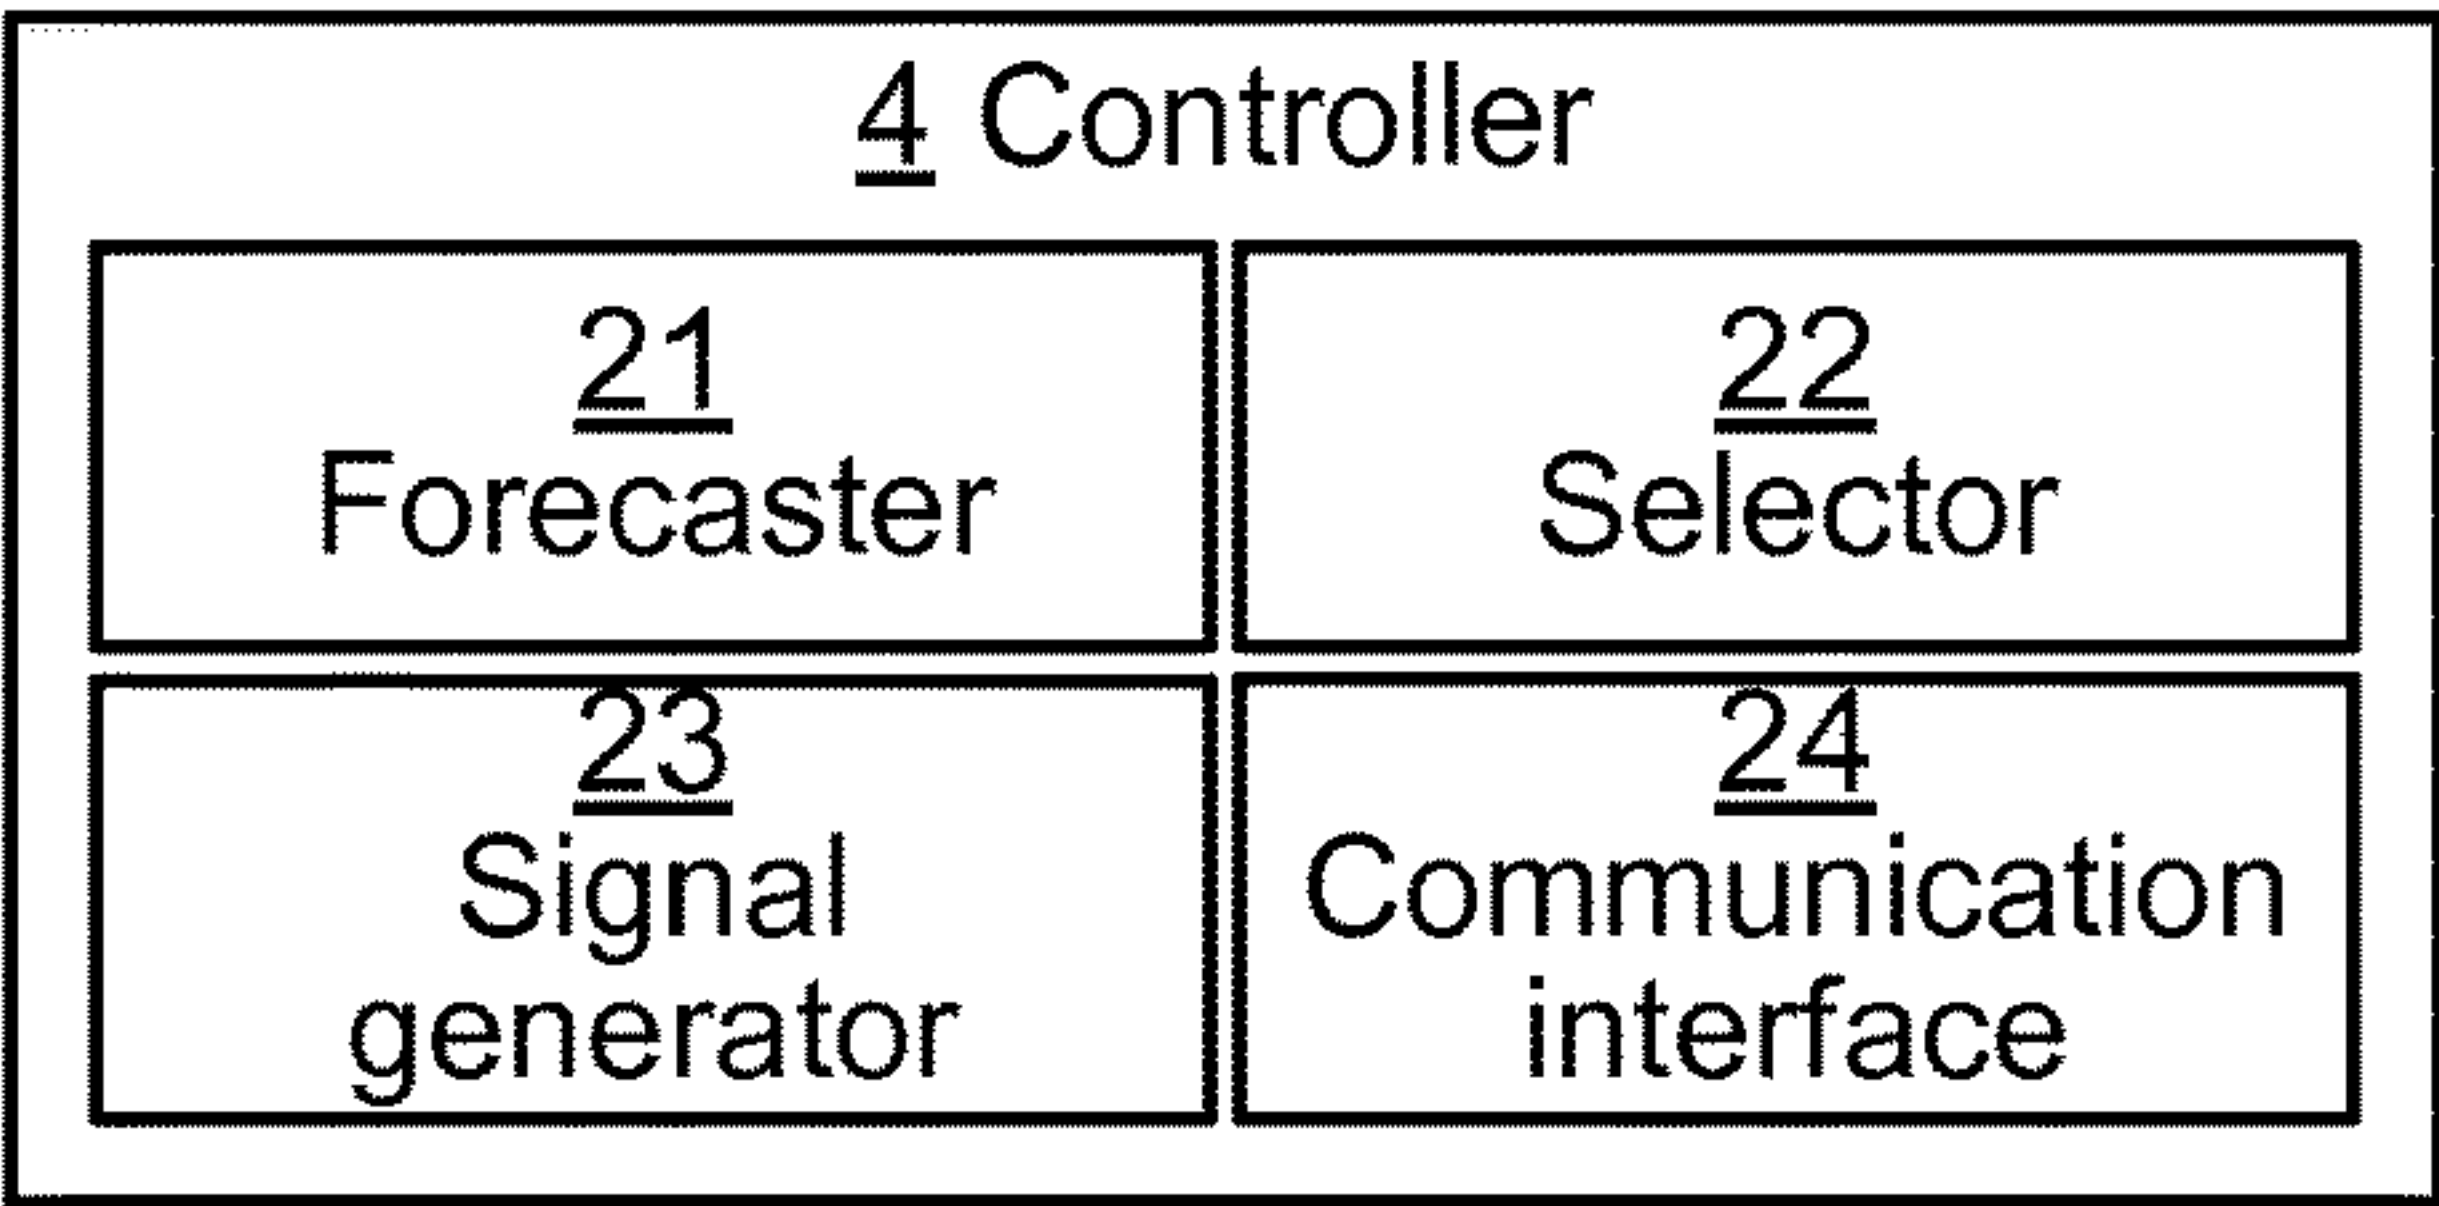 4 Controller
21
Forecaster
22
Selector
23
Signal
generator
24
Communication
interface